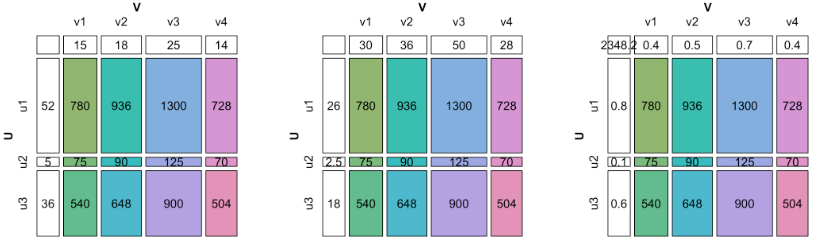 V V V
v1 v2 v3 v4 v1 v2 v3 v4 v1 v2 v3 v4
15 18 25 14 30 36 50 28 2348.2 0.4 0.5 0.7 0.4
u1 52 780 936 1300 728 u1 26 780 936 1300 728 u1 0.8 780 936 1300 728
U U U
u2 5 75 90 125 70 u2 2.5 75 90 125 70 u2 0.1 75 90 125 70
u3 36 540 648 900 504 u3 18 540 648 900 504 u3 0.6 540 648 900 504